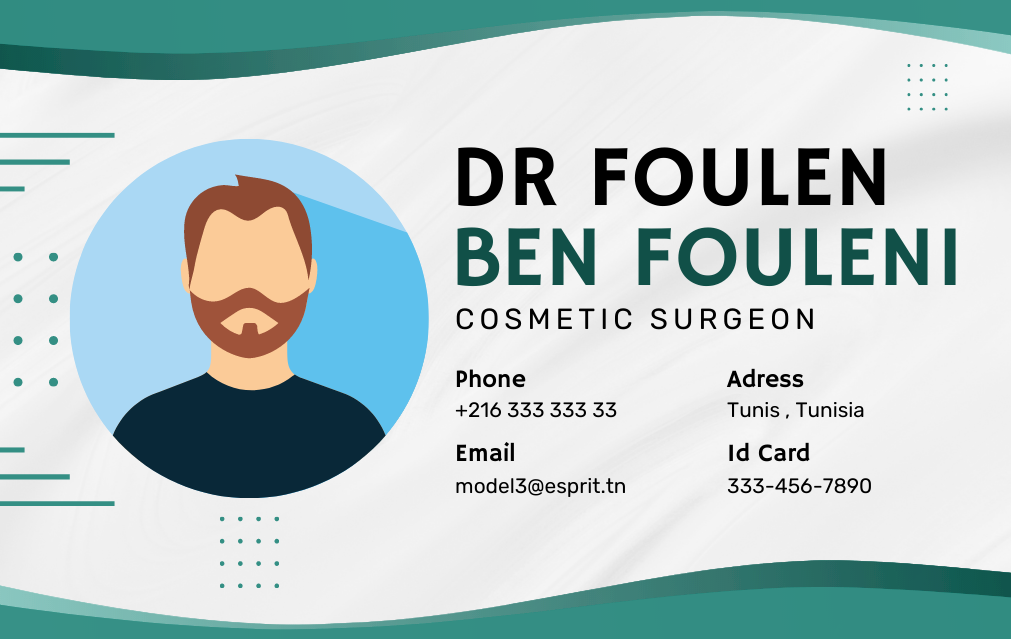 DR FOULEN
BEN FOULENI
COSMETIC SURGEON
Phone
+216 333 333 33
Adress
Tunis , Tunisia
Email
model3@esprit.tn
Id Card
333-456-7890